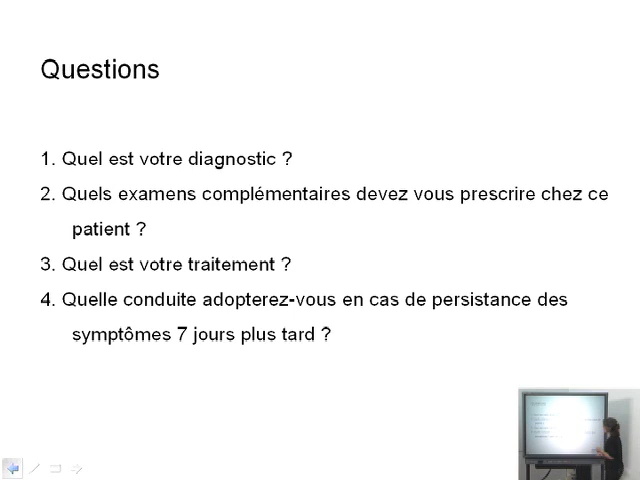 Questions
1. Quel est votre diagnostic ?
2. Quels examens complémentaires devez vous prescrire chez ce
patient ?
3. Quel est votre traitement ?
4. Quelle conduite adopterez-vous en cas de persistance des
symptômes 7 jours plus tard ?